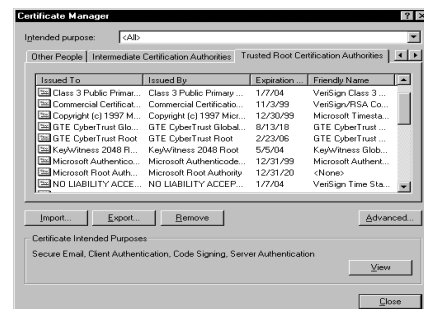 Certificate Manager
Intended purpose: <All>
Other People Intermediate Certification Authorities Trusted Root Certification Authorities
Issued To Issued By Expiration ... Friendly Name
Class 3 Public Primar... Class 3 Public Primary ... 1/7/04 VeriSign Class 3 ...
Commercial Certificat... Commercial Certificatio... 11/3/99 VeriSign/RSA Co...
Copyright (c) 1997 Micr... Copyright (c) 1997 Micr... 12/30/99 Microsoft Timesta...
GTE CyberTrust Glo... GTE CyberTrust Global... 8/13/18 GTE CyberTrust ...
GTE CyberTrust Root GTE CyberTrust Root 2/23/06 GTE CyberTrust ...
KeyWitness 2048 R... KeyWitness 2048 Root 5/5/04 KeyWitness Glob...
Microsoft Authentico... Microsoft Authenticode... 12/31/99 Microsoft Authent...
Microsoft Root Auth... Microsoft Root Authority 12/31/20 <None>
NO LIABILITY ACCE... NO LIABILITY ACCEP... 1/7/04 VeriSign Time Sta...
Import... Export... Remove Advanced...
Certificate Intended Purposes
Secure Email, Client Authentication, Code Signing, Server Authentication
View
Close